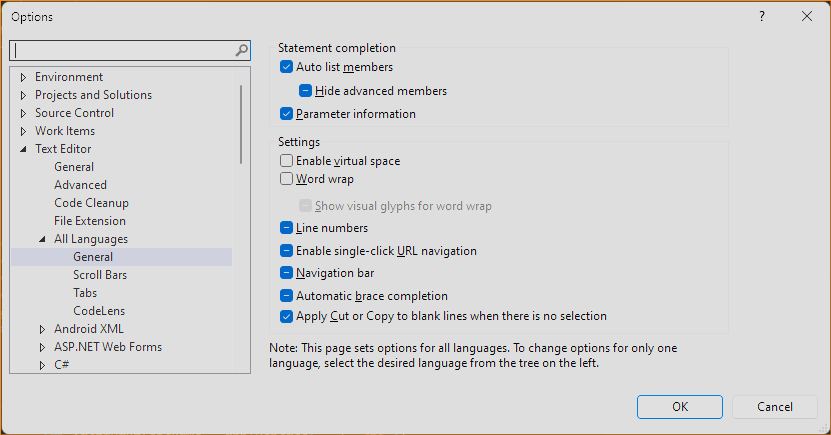 Options
?
Environment
Projects and Solutions
Source Control
Work Items
Text Editor
General
Advanced
Code Cleanup
File Extension
All Languages
General
Scroll Bars
Tabs
CodeLens
Android XML
ASP.NET Web Forms
C#
Statement completion
Auto list members
Hide advanced members
Parameter information
Settings
Enable virtual space
Word wrap
Show visual glyphs for word wrap
Line numbers
Enable single-click URL navigation
Navigation bar
Automatic brace completion
Apply Cut or Copy to blank lines when there is no selection
Note: This page sets options for all languages. To change options for only one
language, select the desired language from the tree on the left.
OK
Cancel